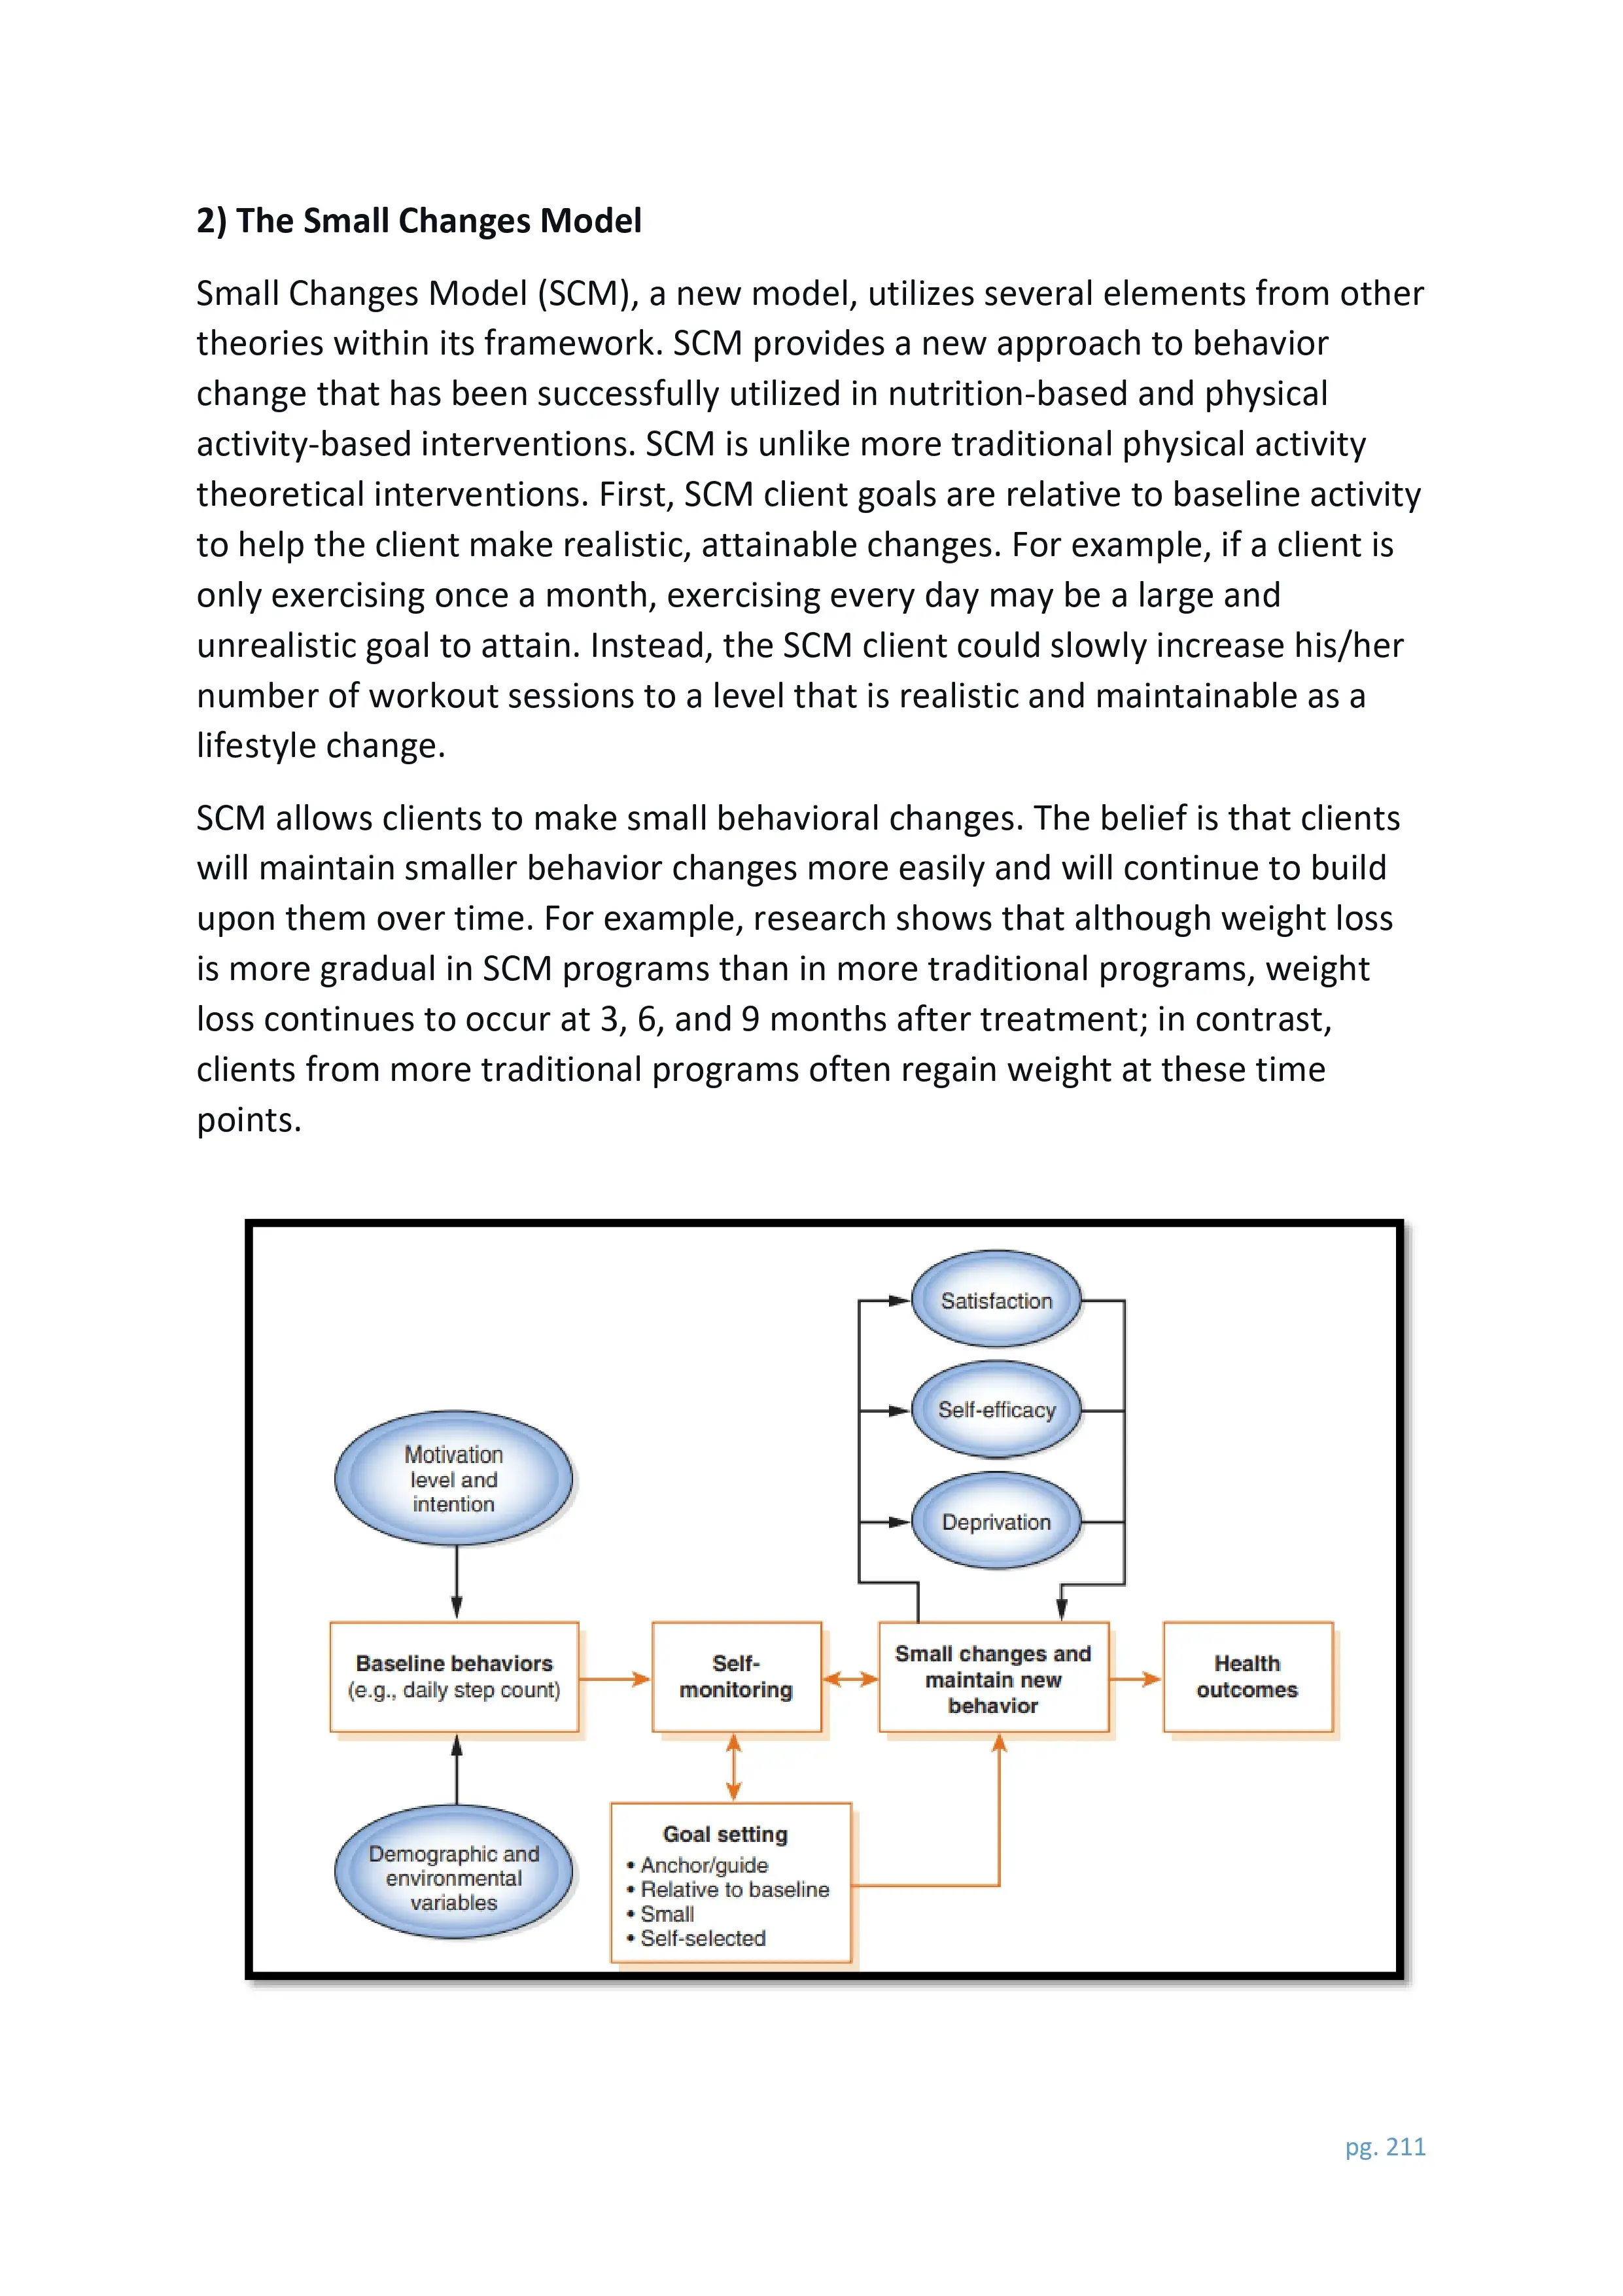 2) The Small Changes Model
Small Changes Model (SCM), a new model, utilizes several elements from other
theories within its framework. SCM provides a new approach to behavior
change that has been successfully utilized in nutrition-based and physical
activity-based interventions. SCM is unlike more traditional physical activity
theoretical interventions. First, SCM client goals are relative to baseline activity
to help the client make realistic, attainable changes. For example, if a client is
only exercising once a month, exercising every day may be a large and
unrealistic goal to attain. Instead, the SCM client could slowly increase his/her
number of workout sessions to a level that is realistic and maintainable as a
lifestyle change.
SCM allows clients to make small behavioral changes. The belief is that clients
will maintain smaller behavior changes more easily and will continue to build
upon them over time. For example, research shows that although weight loss
is more gradual in SCM programs than in more traditional programs, weight
loss continues to occur at 3, 6, and 9 months after treatment; in contrast,
clients from more traditional programs often regain weight at these time
points.
Satisfaction
Self-efficacy
Deprivation
Motivation
level and
intention
Baseline behaviors
(e.g., daily step count)
Self-
monitoring
Small changes and
maintain new
behavior
Health
outcomes
Demographic and
environmental
variables
Goal setting
• Anchor/guide
• Relative to baseline
• Small
• Self-selected
pg. 211